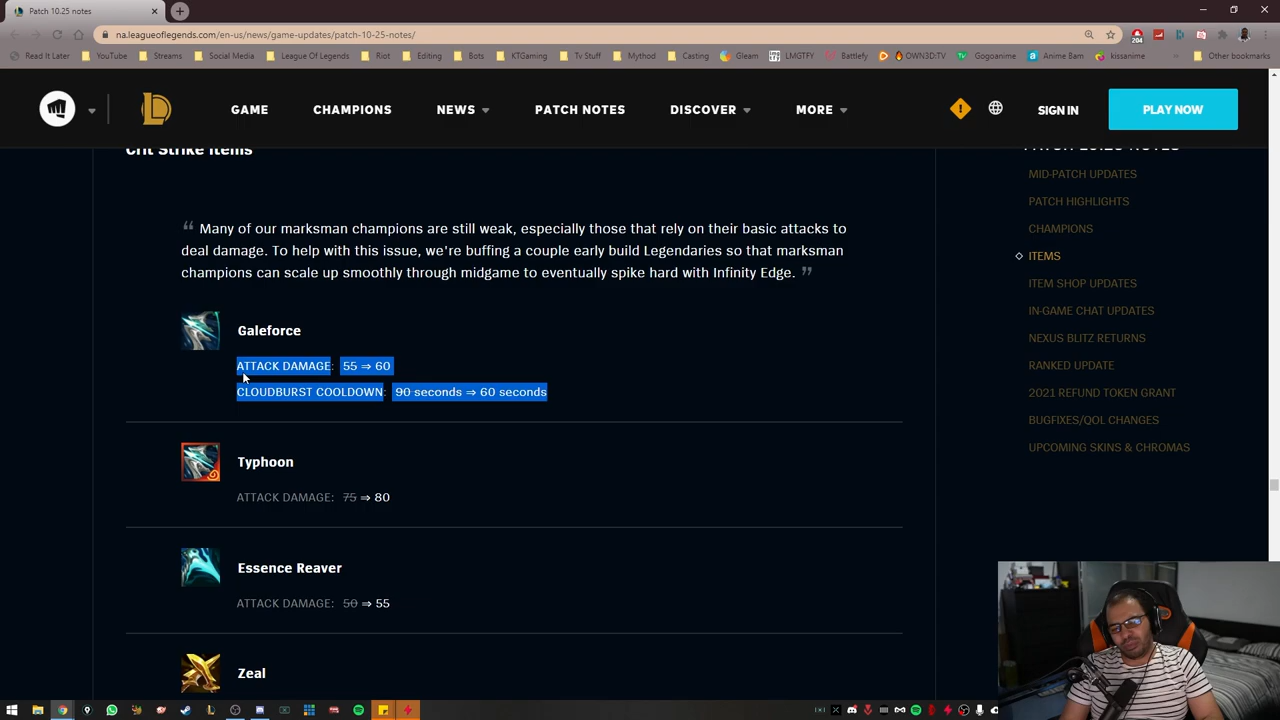 Patch 10.25 notes
na.leagueoflegends.com/en-us/news/game-updates/patch-10-25-notes/
204
Read It Later YouTube Streams Social Media League Of Legends Riot Editing Bots KTGaming Tv Stuff Mythod Casting Gleam LMGTFY Battlefy OWN3D:TV Gogoanime Anime Bam kissanime Other bookmarks
GAME CHAMPIONS NEWS PATCH NOTES DISCOVER MORE SIGN IN PLAY NOW
Crit Strike Items
“ Many of our marksman champions are still weak, especially those that rely on their basic attacks to
deal damage. To help with this issue, we're buffing a couple early build Legendaries so that marksman
champions can scale up smoothly through midgame to eventually spike hard with Infinity Edge. ”
Galeforce
ATTACK DAMAGE: 55 ⇒ 60
CLOUDBURST COOLDOWN: 90 seconds ⇒ 60 seconds
Typhoon
ATTACK DAMAGE: 75 ⇒ 80
Essence Reaver
ATTACK DAMAGE: 50 ⇒ 55
Zeal
PATCH 10.25 NOTES
MID-PATCH UPDATES
PATCH HIGHLIGHTS
CHAMPIONS
ITEMS
ITEM SHOP UPDATES
IN-GAME CHAT UPDATES
NEXUS BLITZ RETURNS
RANKED UPDATE
2021 REFUND TOKEN GRANT
BUGFIXES/QOL CHANGES
UPCOMING SKINS & CHROMAS